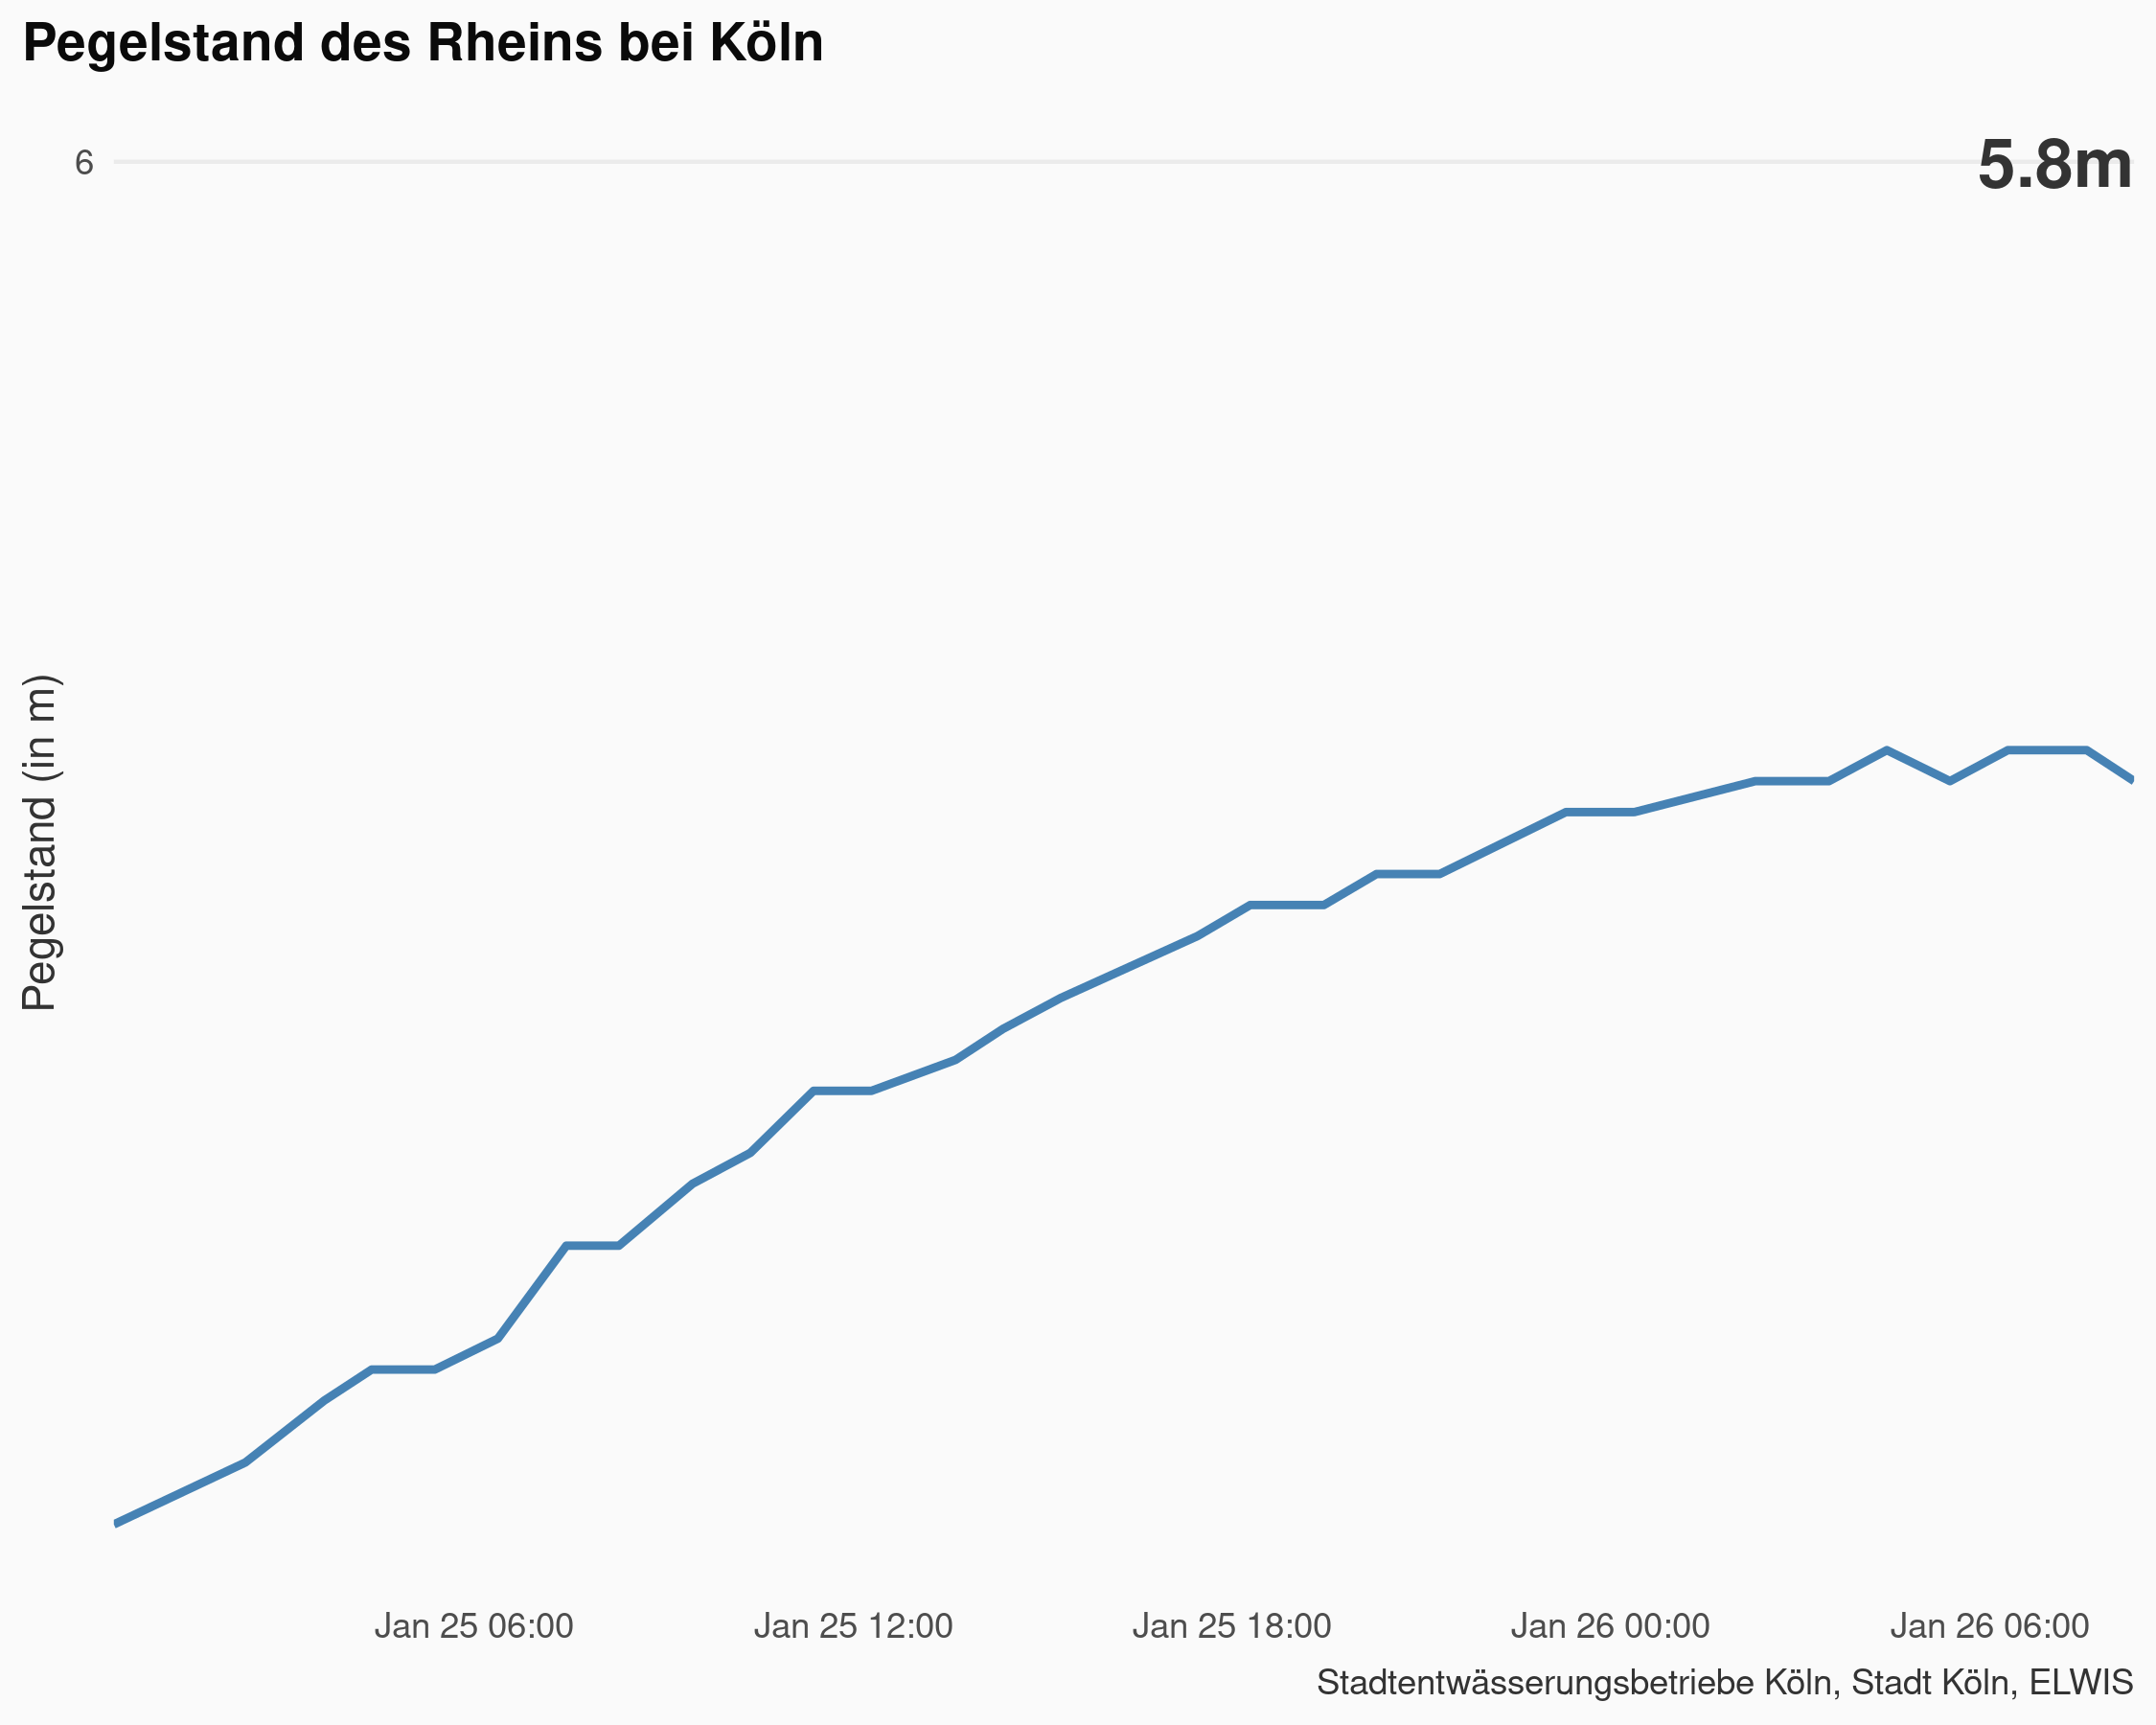 Pegelstand des Rheins bei Köln
5.8m
6
Pegelstand (in m)
Jan 25 06:00
Jan 25 12:00
Jan 25 18:00
Jan 26 00:00
Jan 26 06:00
Stadtentwässerungsbetriebe Köln, Stadt Köln, ELWIS